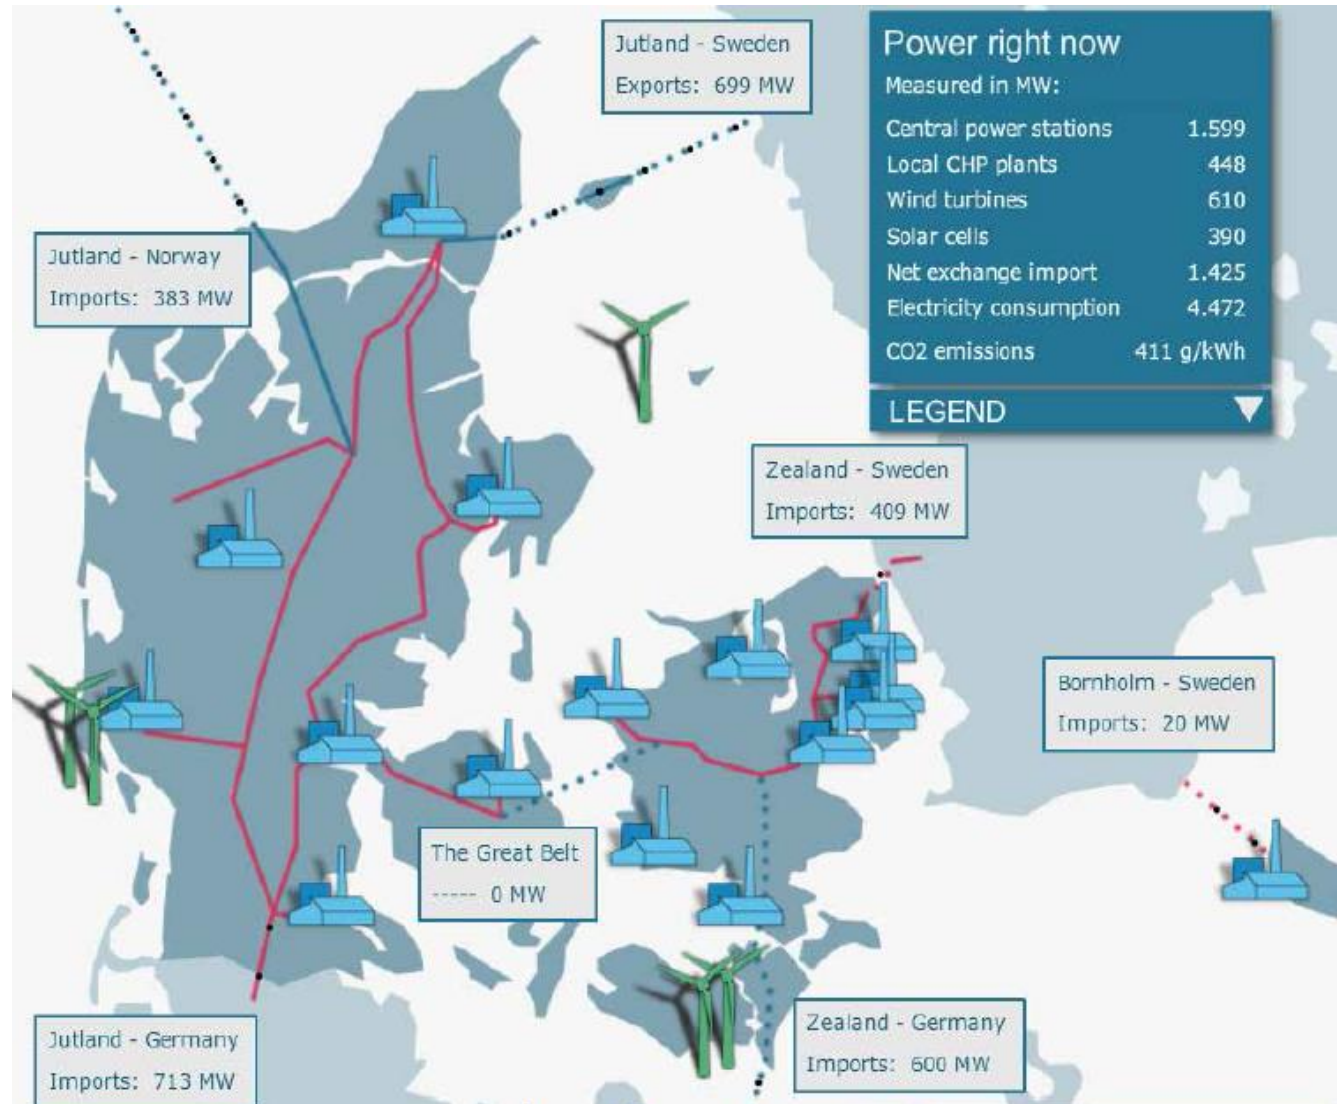 Jutland - Sweden
Exports: 699 MW
Power right now
Measured in MW:
Central power stations 1.599
Local CHP plants 448
Wind turbines 610
Solar cells 390
Net exchange import 1.425
Electricity consumption 4.472
CO2 emissions 411 g/kWh
LEGEND
Jutland - Norway
Imports: 383 MW
Zealand - Sweden
Imports: 409 MW
Bornholm - Sweden
Imports: 20 MW
The Great Belt
----- 0 MW
Jutland - Germany
Imports: 713 MW
Zealand - Germany
Imports: 600 MW